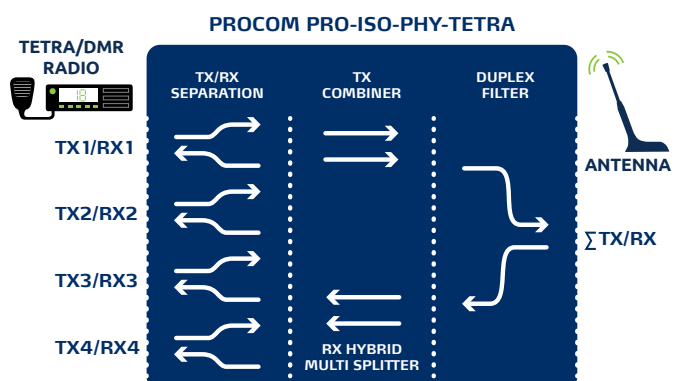 PROCOM PRO-ISO-PHY-TETRA
TETRA/DMR
RADIO
18
TX/RX
SEPARATION
TX
COMBINER
DUPLEX
FILTER
TX1/RX1
TX2/RX2
TX3/RX3
TX4/RX4
RX HYBRID
MULTI SPLITTER
ANTENNA
∑TX/RX